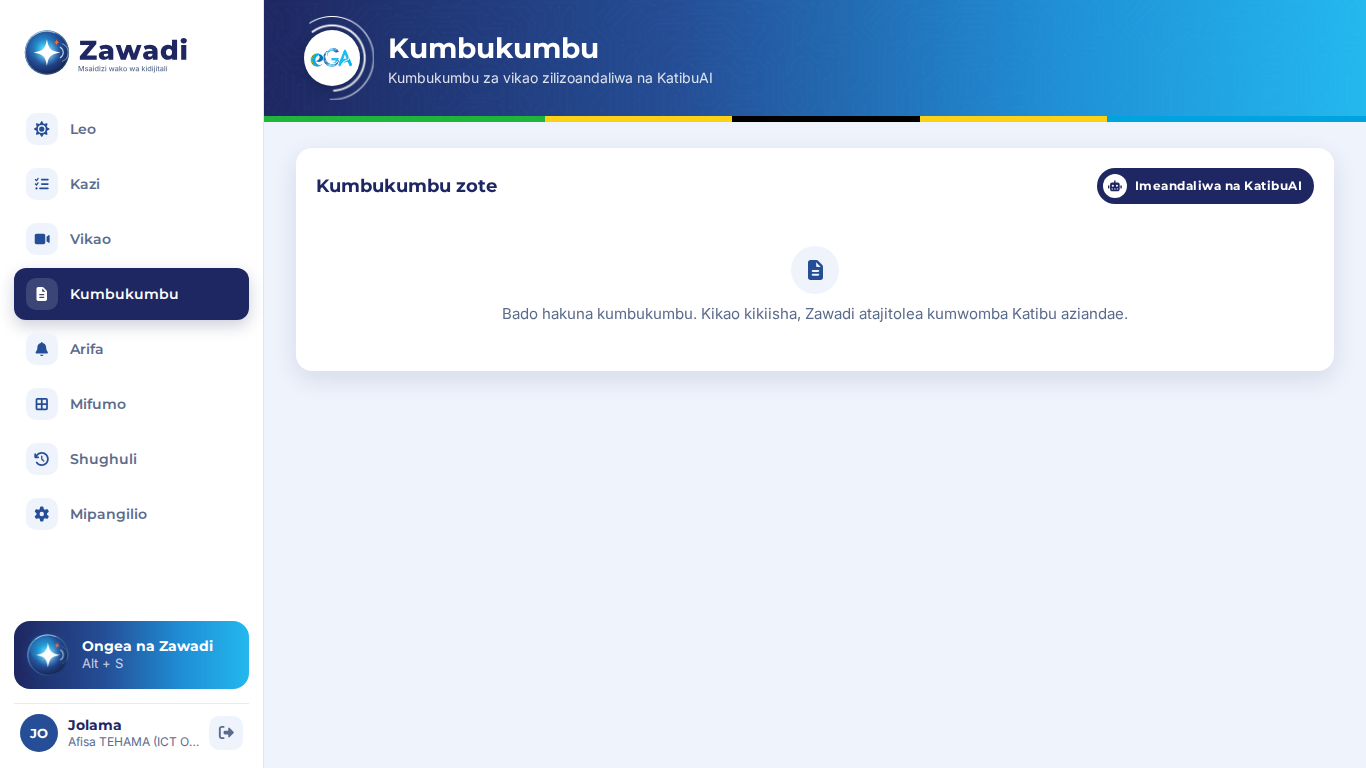 Zawadi
Msaidizi wako wa kidijitali
Leo
Kazi
Vikao
Kumbukumbu
Arifa
Mifumo
Shughuli
Mipangilio
Ongea na Zawadi
Alt + S
JO
Jolama
Afisa TEHAMA (ICT O...
eGA
Kumbukumbu
Kumbukumbu za vikao zilizoandaliwa na KatibuAI
Kumbukumbu zote
Imeandaliwa na KatibuAI
Bado hakuna kumbukumbu. Kikao kikiisha, Zawadi atajitolea kumwomba Katibu aziandae.